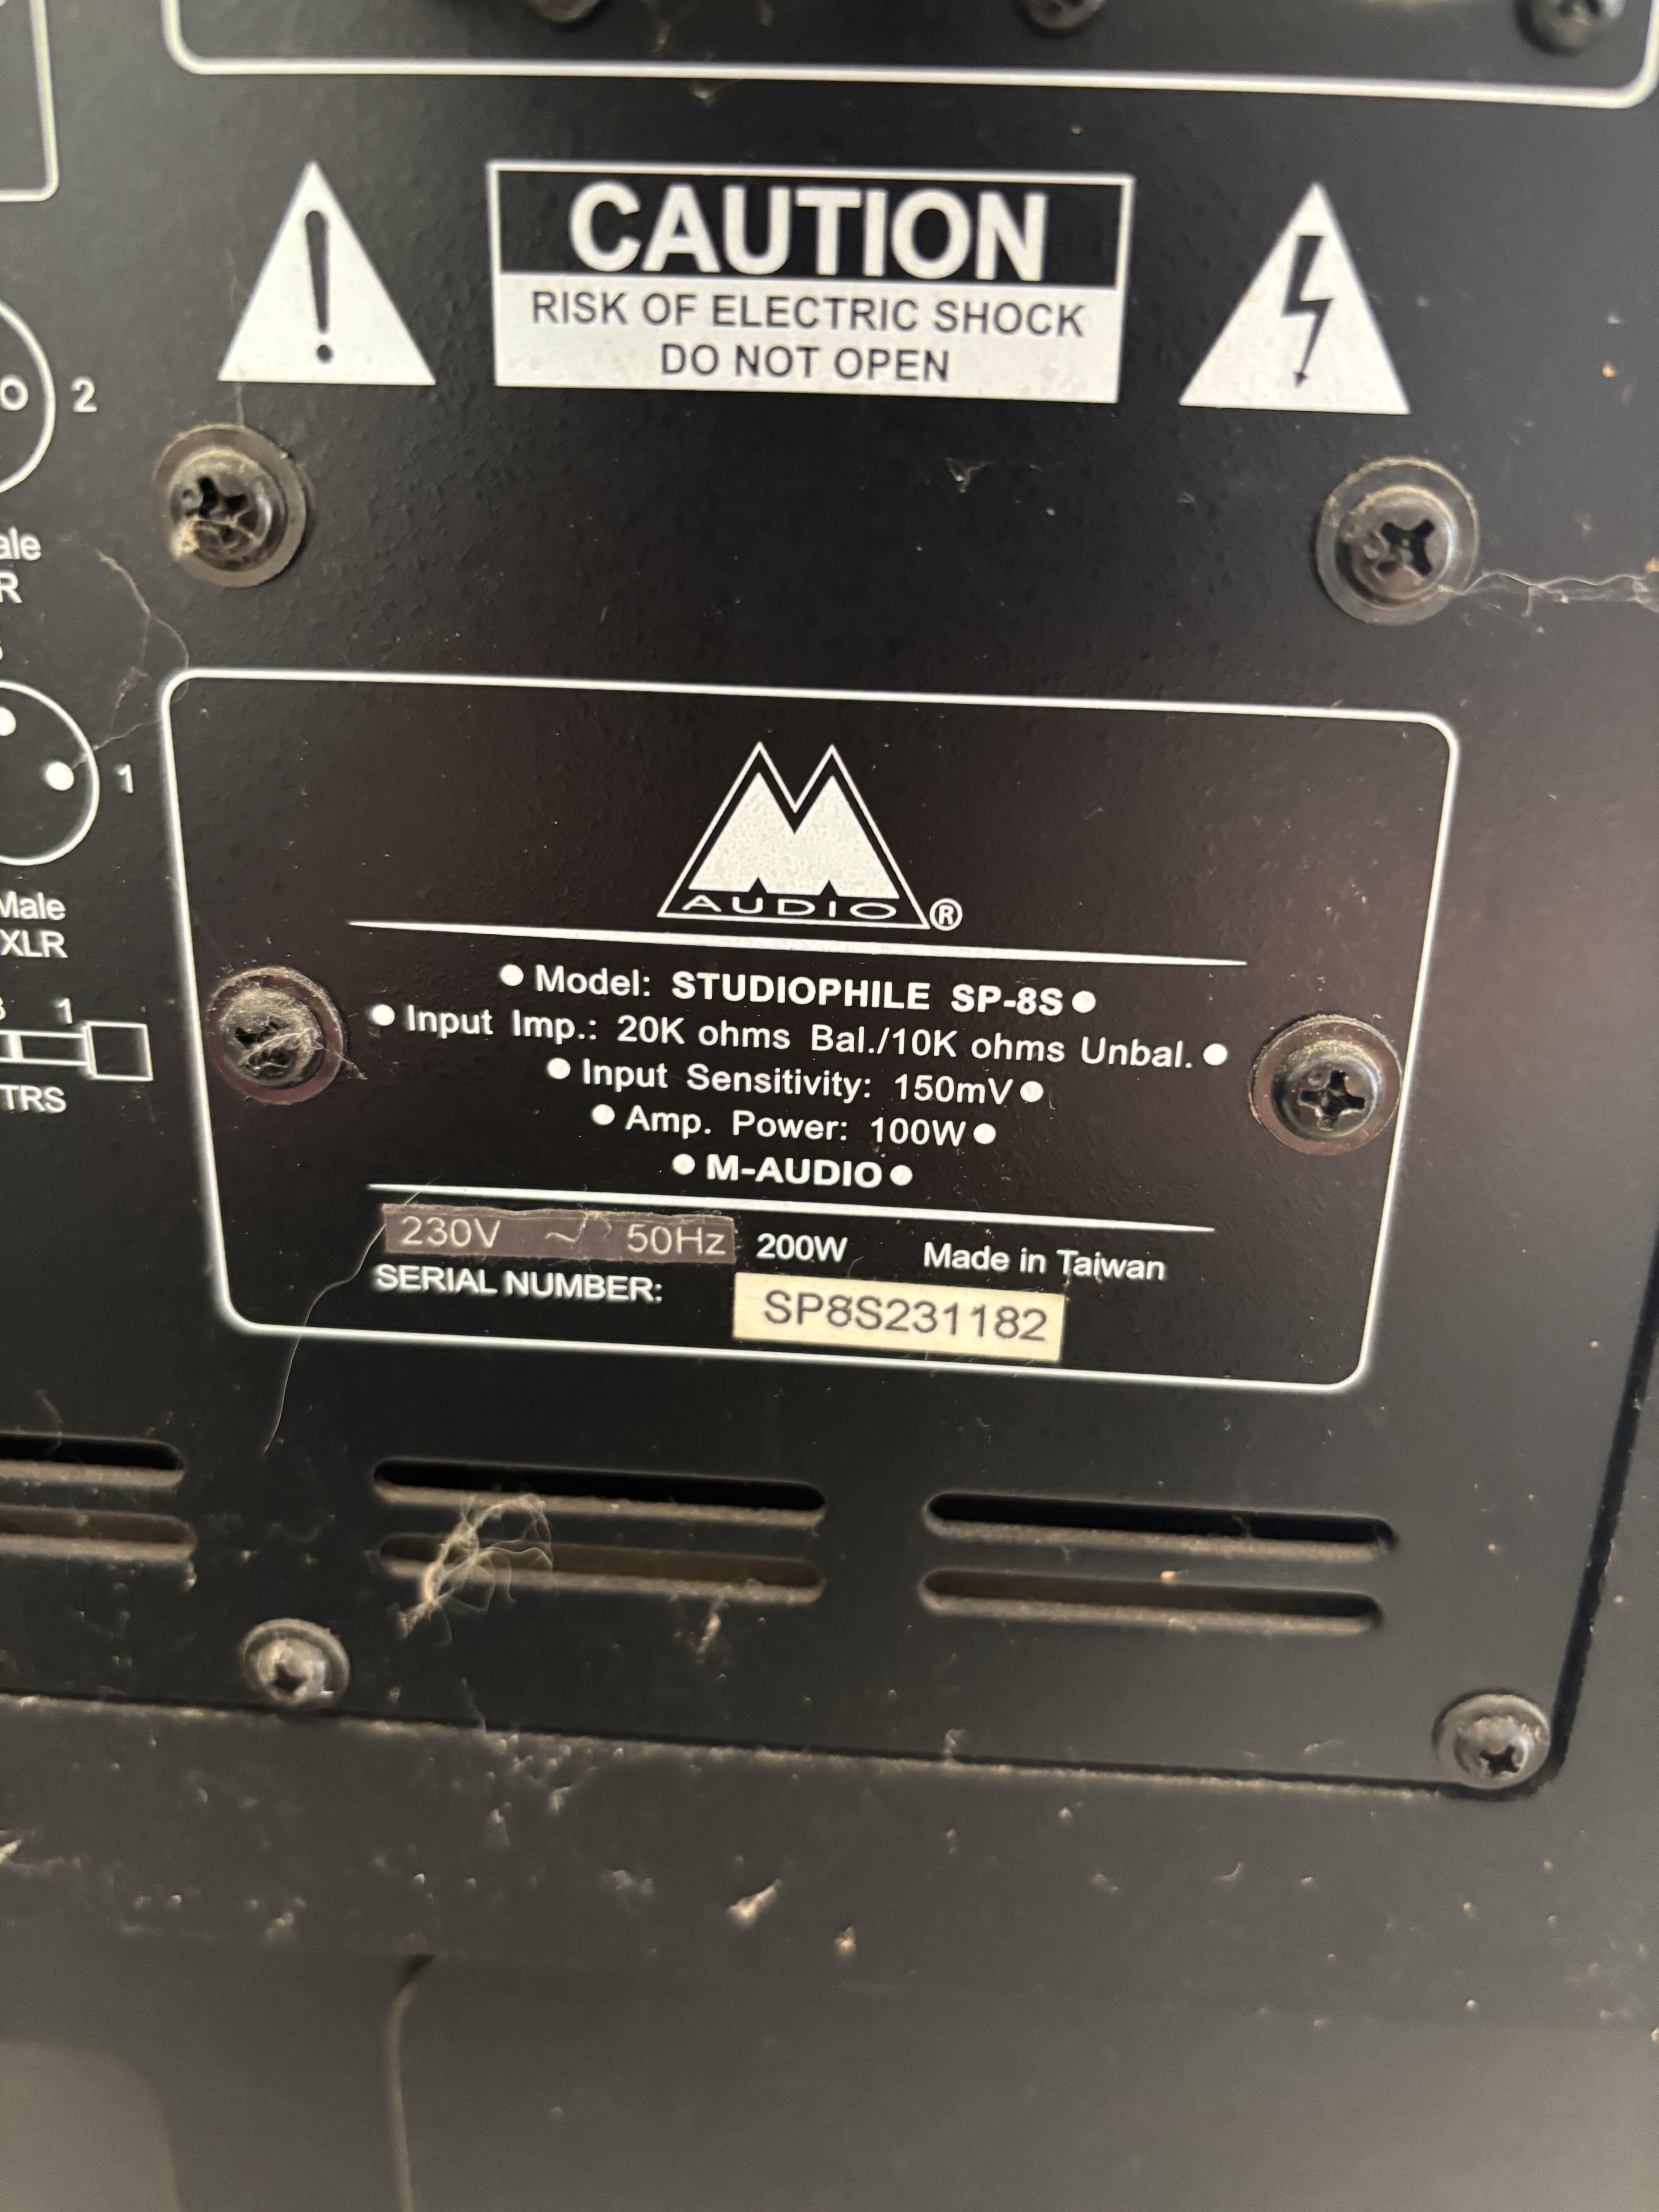 CAUTION
RISK OF ELECTRIC SHOCK
DO NOT OPEN
2
1
Male
XLR
1
TRS
M
AUDIO ®
● Model: STUDIOPHILE SP-8S ●
● Input Imp.: 20K ohms Bal./10K ohms Unbal. ●
● Input Sensitivity: 150mV ●
● Amp. Power: 100W ●
● M-AUDIO ●
230V ~ 50Hz 200W Made in Taiwan
SERIAL NUMBER: SP8S231182